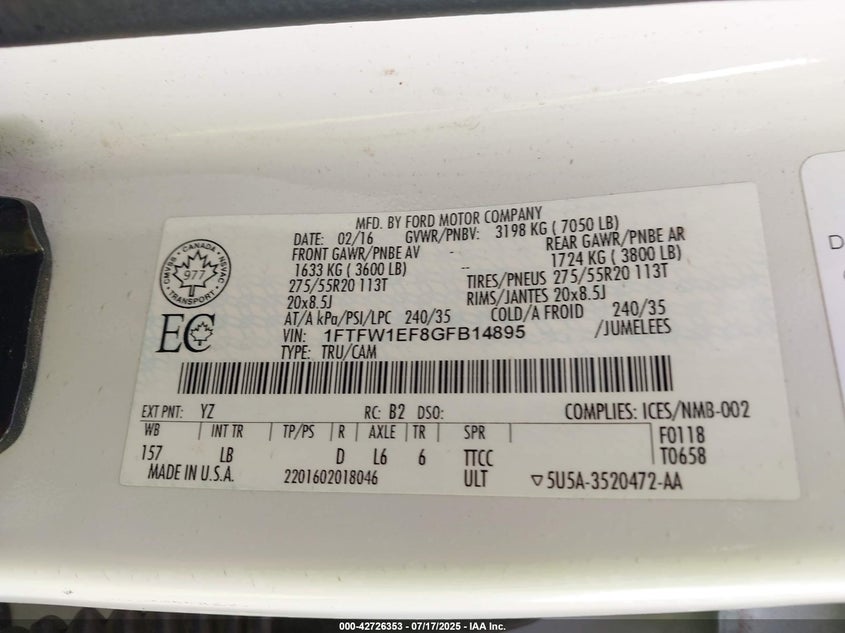 MFD. BY FORD MOTOR COMPANY
DATE: 02/16 GVWR/PNBV: 3198 KG ( 7050 LB)
FRONT GAWR/PNBE AV REAR GAWR/PNBE AR
1633 KG ( 3600 LB) -- 1724 KG ( 3800 LB)
275/55R20 113T TIRES/PNEUS 275/55R20 113T
20x8.5J RIMS/JANTES 20x8.5J
AT/A kPa/PSI/LPC 240/35 COLD/A FROID 240/35
VIN: 1FTFW1EF8GFB14895 /JUMELEES
TYPE: TRU/CAM
CANADA
CMVSS NSVAC
977
TRANSPORT
EC
EXT PNT: YZ RC: B2 DSO: COMPLIES: ICES/NMB-002
WB INT TR TP/PS R AXLE TR SPR F0118
157 LB D L6 6 TTCC T0658
MADE IN U.S.A. 2201602018046 ULT ▽5U5A-3520472-AA
D
000-42726353 - 07/17/2025 - IAA Inc.